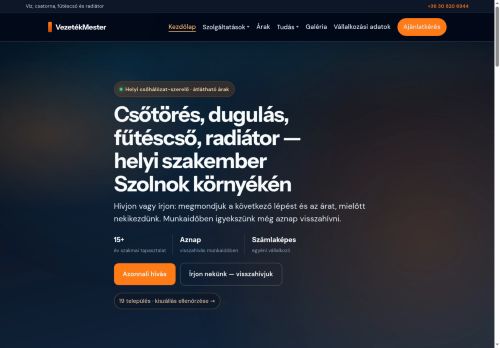 Víz, csatorna, fűtéscső és radiátor
+36 30 820 6944
VezetékMester
Kezdőlap Szolgáltatások Árak Tudás Galéria Vállalkozási adatok Ajánlatkérés
Helyi csőhálózat-szerelő · átlátható árak
Csőtörés, dugulás,
fűtéscső, radiátor —
helyi szakember
Szolnok környékén
Hívjon vagy írjon: megmondjuk a következő lépést és az árat, mielőtt
nekikezdünk. Munkaidőben igyekszünk még aznap visszahívni.
15+ Aznap Számlaképes
év szakmai tapasztalat visszahívás munkaidőben egyéni vállalkozó
Azonnali hívás Írjon nekünk — visszahívjuk
19 település · kiszállás ellenőrzése →